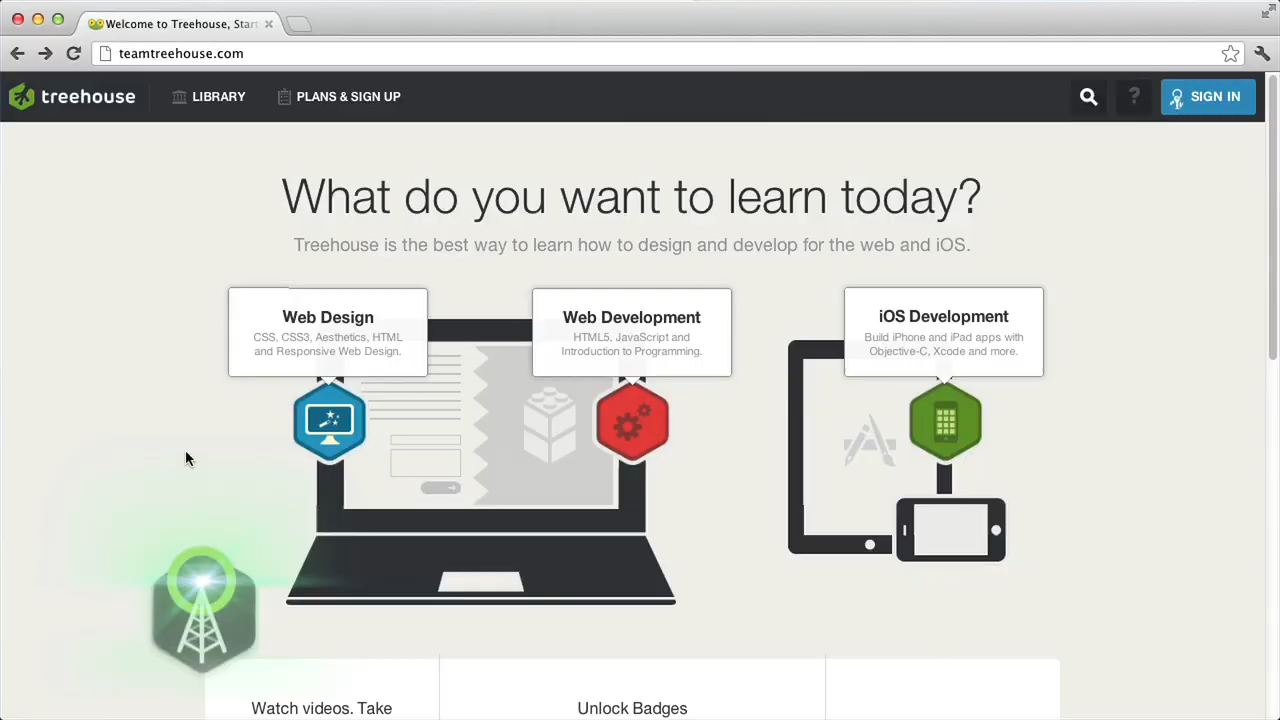 Welcome to Treehouse, Start
teamtreehouse.com
treehouse
LIBRARY
PLANS & SIGN UP
?
SIGN IN
What do you want to learn today?
Treehouse is the best way to learn how to design and develop for the web and iOS.
Web Design
CSS, CSS3, Aesthetics, HTML
and Responsive Web Design.
Web Development
HTML5, JavaScript and
Introduction to Programming.
iOS Development
Build iPhone and iPad apps with
Objective-C, Xcode and more.
Watch videos. Take
Unlock Badges